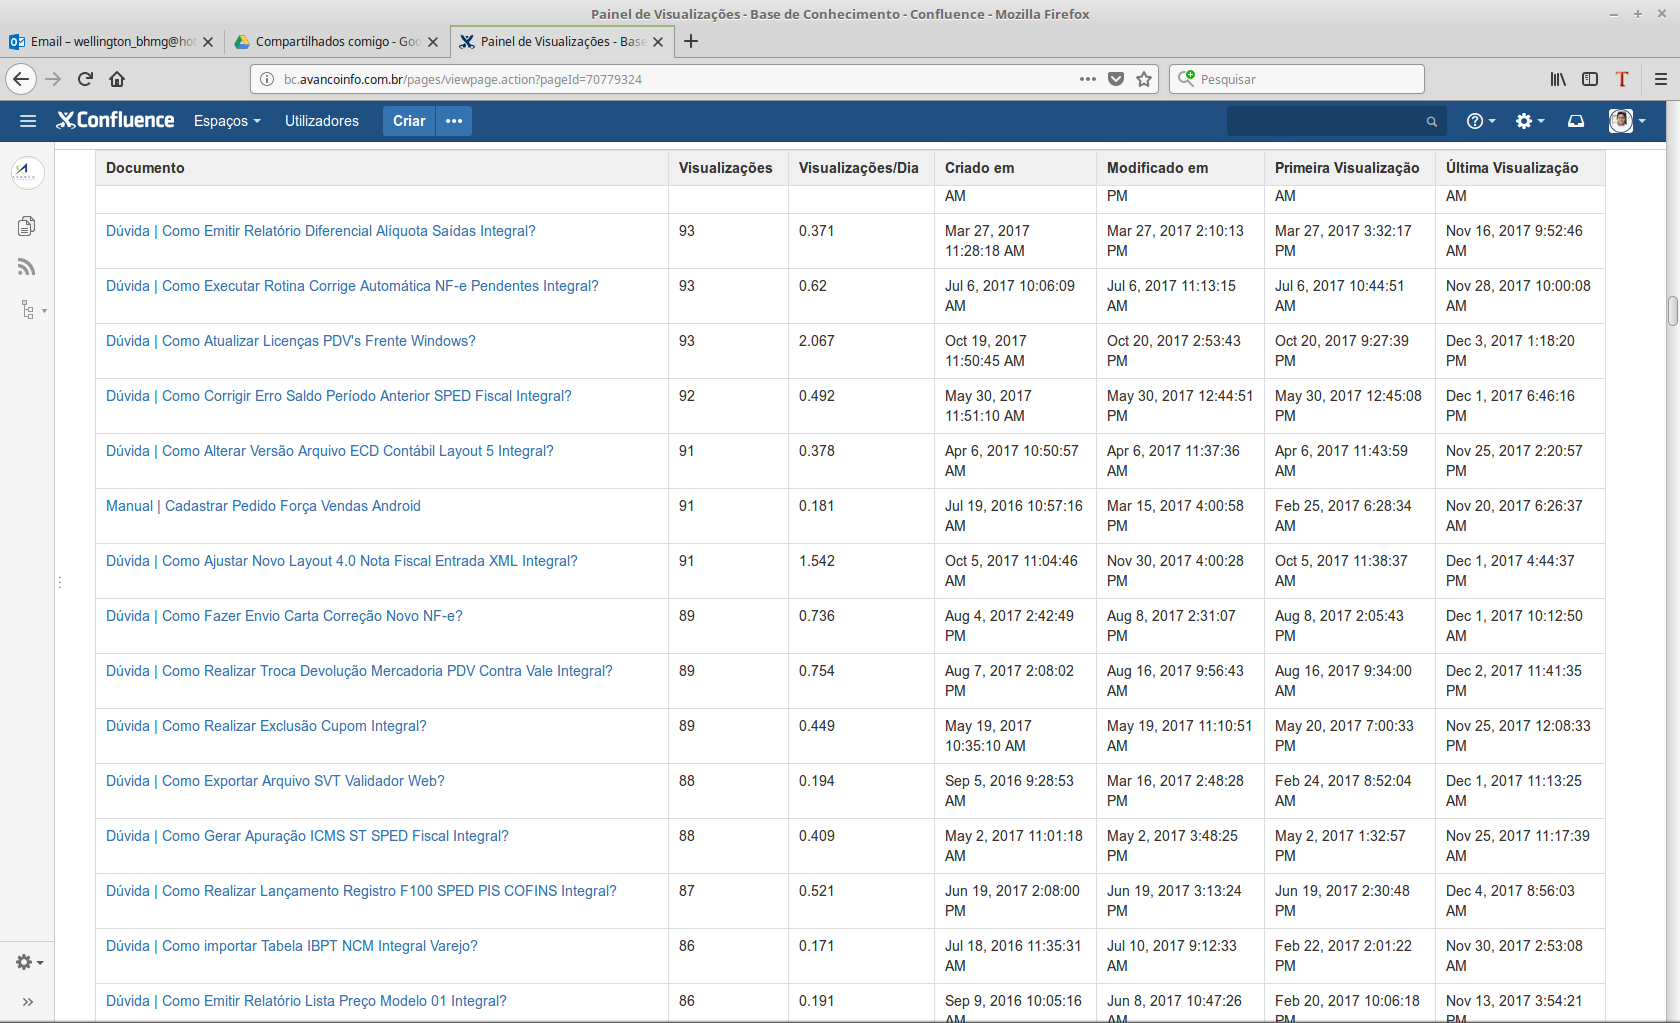 Painel de Visualizações - Base de Conhecimento - Confluence - Mozilla Firefox
Email – wellington_bhmg@ho
Compartilhados comigo - Goo
Painel de Visualizações - Base
bc.avancoinfo.com.br/pages/viewpage.action?pageId=70779324
Pesquisar
Confluence Espaços Utilizadores Criar
Documento Visualizações Visualizações/Dia Criado em Modificado em Primeira Visualização Última Visualização
AM PM AM AM
Dúvida | Como Emitir Relatório Diferencial Alíquota Saídas Integral? 93 0.371 Mar 27, 2017 Mar 27, 2017 2:10:13 Mar 27, 2017 3:32:17 Nov 16, 2017 9:52:46
11:28:18 AM PM PM AM
Dúvida | Como Executar Rotina Corrige Automática NF-e Pendentes Integral? 93 0.62 Jul 6, 2017 10:06:09 Jul 6, 2017 11:13:15 Jul 6, 2017 10:44:51 Nov 28, 2017 10:00:08
AM AM AM AM
Dúvida | Como Atualizar Licenças PDV's Frente Windows? 93 2.067 Oct 19, 2017 Oct 20, 2017 2:53:43 Oct 20, 2017 9:27:39 Dec 3, 2017 1:18:20
11:50:45 AM PM PM PM
Dúvida | Como Corrigir Erro Saldo Período Anterior SPED Fiscal Integral? 92 0.492 May 30, 2017 May 30, 2017 12:44:51 May 30, 2017 12:45:08 Dec 1, 2017 6:46:16
11:51:10 AM PM PM PM
Dúvida | Como Alterar Versão Arquivo ECD Contábil Layout 5 Integral? 91 0.378 Apr 6, 2017 10:50:57 Apr 6, 2017 11:37:36 Apr 6, 2017 11:43:59 Nov 25, 2017 2:20:57
AM AM AM PM
Manual | Cadastrar Pedido Força Vendas Android 91 0.181 Jul 19, 2016 10:57:16 Mar 15, 2017 4:00:58 Feb 25, 2017 6:28:34 Nov 20, 2017 6:26:37
AM PM AM AM
Dúvida | Como Ajustar Novo Layout 4.0 Nota Fiscal Entrada XML Integral? 91 1.542 Oct 5, 2017 11:04:46 Nov 30, 2017 4:00:28 Oct 5, 2017 11:38:37 Dec 1, 2017 4:44:37
AM PM AM PM
Dúvida | Como Fazer Envio Carta Correção Novo NF-e? 89 0.736 Aug 4, 2017 2:42:49 Aug 8, 2017 2:31:07 Aug 8, 2017 2:05:43 Dec 1, 2017 10:12:50
PM PM PM AM
Dúvida | Como Realizar Troca Devolução Mercadoria PDV Contra Vale Integral? 89 0.754 Aug 7, 2017 2:08:02 Aug 16, 2017 9:56:43 Aug 16, 2017 9:34:00 Dec 2, 2017 11:41:35
PM AM AM PM
Dúvida | Como Realizar Exclusão Cupom Integral? 89 0.449 May 19, 2017 May 19, 2017 11:10:51 May 20, 2017 7:00:33 Nov 25, 2017 12:08:33
10:35:10 AM AM PM PM
Dúvida | Como Exportar Arquivo SVT Validador Web? 88 0.194 Sep 5, 2016 9:28:53 Mar 16, 2017 2:48:28 Feb 24, 2017 8:52:04 Dec 1, 2017 11:13:25
AM PM AM AM
Dúvida | Como Gerar Apuração ICMS ST SPED Fiscal Integral? 88 0.409 May 2, 2017 11:01:18 May 2, 2017 3:48:25 May 2, 2017 1:32:57 Nov 25, 2017 11:17:39
AM PM PM AM
Dúvida | Como Realizar Lançamento Registro F100 SPED PIS COFINS Integral? 87 0.521 Jun 19, 2017 2:08:00 Jun 19, 2017 3:13:24 Jun 19, 2017 2:30:48 Dec 4, 2017 8:56:03
PM PM PM AM
Dúvida | Como importar Tabela IBPT NCM Integral Varejo? 86 0.171 Jul 18, 2016 11:35:31 Jul 10, 2017 9:12:33 Feb 22, 2017 2:01:22 Nov 30, 2017 2:53:08
AM AM PM PM
Dúvida | Como Emitir Relatório Lista Preço Modelo 01 Integral? 86 0.191 Sep 9, 2016 10:05:16 Jun 8, 2017 10:47:26 Feb 20, 2017 10:06:18 Nov 13, 2017 3:54:21
AM AM PM PM